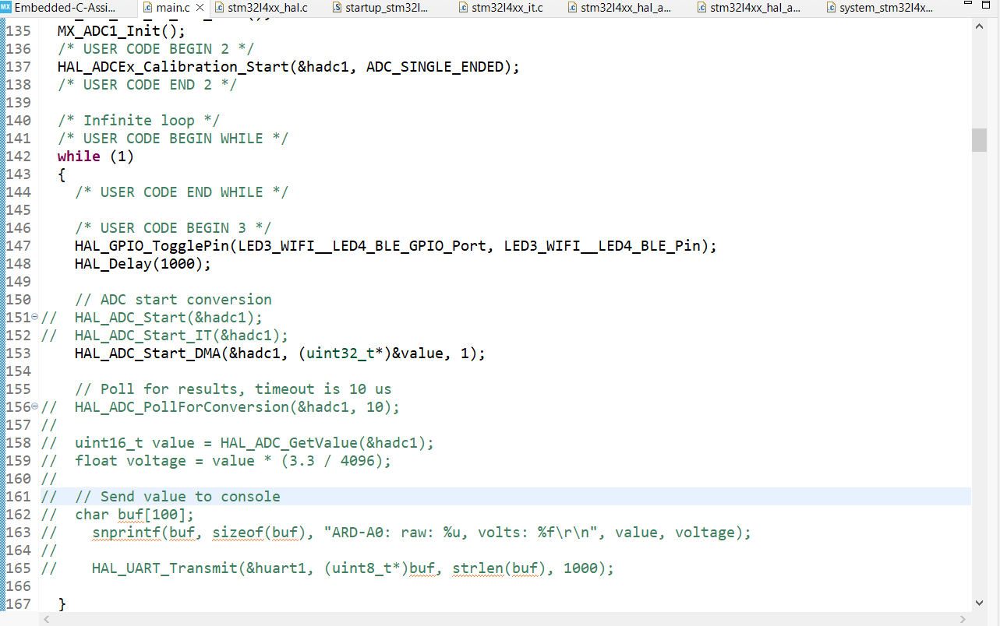 Embedded-C-Assi... main.c stm32l4xx_hal.c startup_stm32l... stm32l4xx_it.c stm32l4xx_hal_a... stm32l4xx_hal_a... system_stm32l4x...
135 MX_ADC1_Init();
136 /* USER CODE BEGIN 2 */
137 HAL_ADCEx_Calibration_Start(&hadc1, ADC_SINGLE_ENDED);
138 /* USER CODE END 2 */
139
140 /* Infinite loop */
141 /* USER CODE BEGIN WHILE */
142 while (1)
143 {
144 /* USER CODE END WHILE */
145
146 /* USER CODE BEGIN 3 */
147 HAL_GPIO_TogglePin(LED3_WIFI__LED4_BLE_GPIO_Port, LED3_WIFI__LED4_BLE_Pin);
148 HAL_Delay(1000);
149
150 // ADC start conversion
151 // HAL_ADC_Start(&hadc1);
152 // HAL_ADC_Start_IT(&hadc1);
153 HAL_ADC_Start_DMA(&hadc1, (uint32_t*)&value, 1);
154
155 // Poll for results, timeout is 10 us
156 // HAL_ADC_PollForConversion(&hadc1, 10);
157 //
158 // uint16_t value = HAL_ADC_GetValue(&hadc1);
159 // float voltage = value * (3.3 / 4096);
160 //
161 // // Send value to console
162 // char buf[100];
163 // snprintf(buf, sizeof(buf), "ARD-A0: raw: %u, volts: %f\r\n", value, voltage);
164 //
165 // HAL_UART_Transmit(&huart1, (uint8_t*)buf, strlen(buf), 1000);
166
167 }